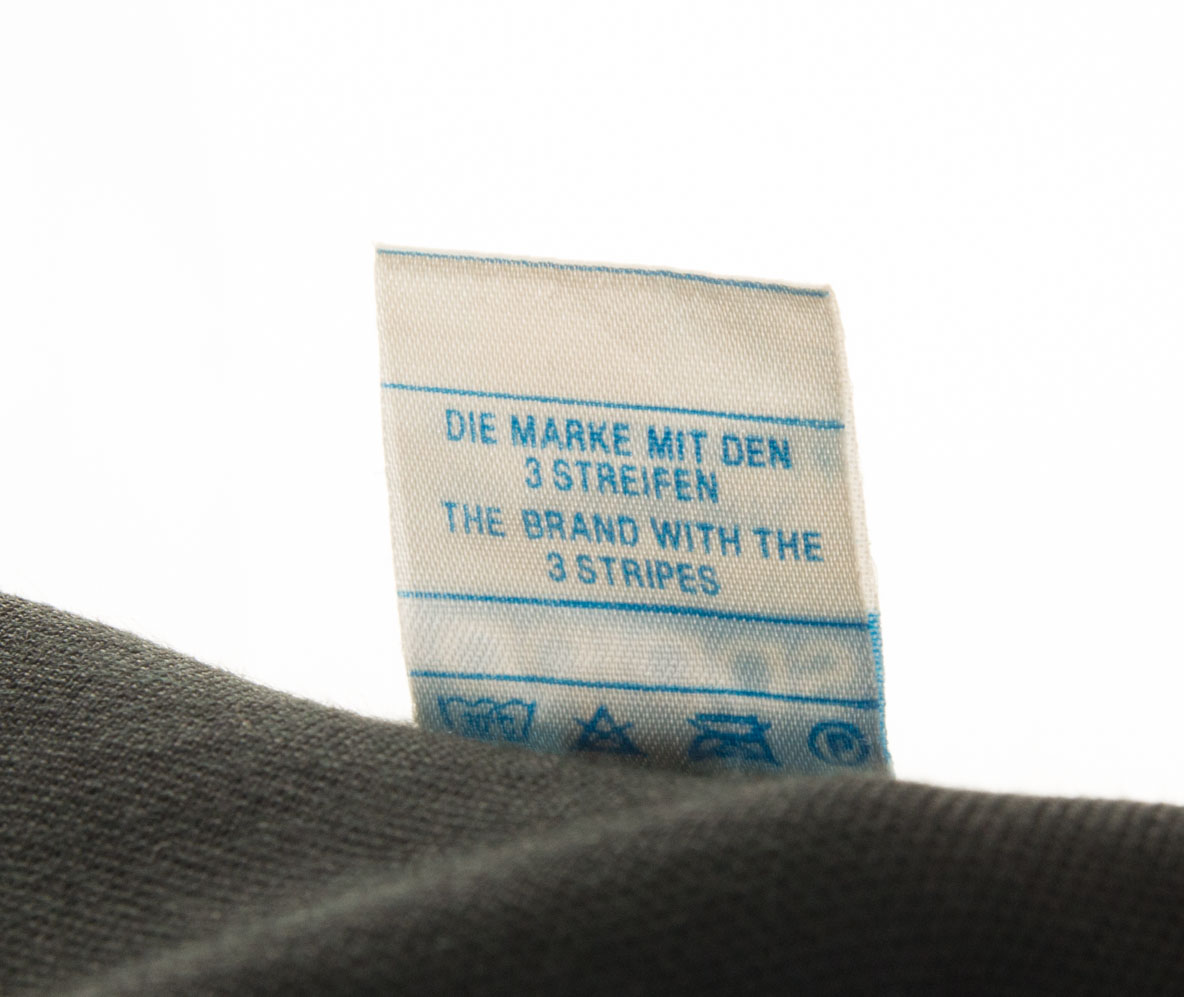 DIE MARKE MIT DEN
3 STREIFEN
THE BRAND WITH THE
3 STRIPES
P